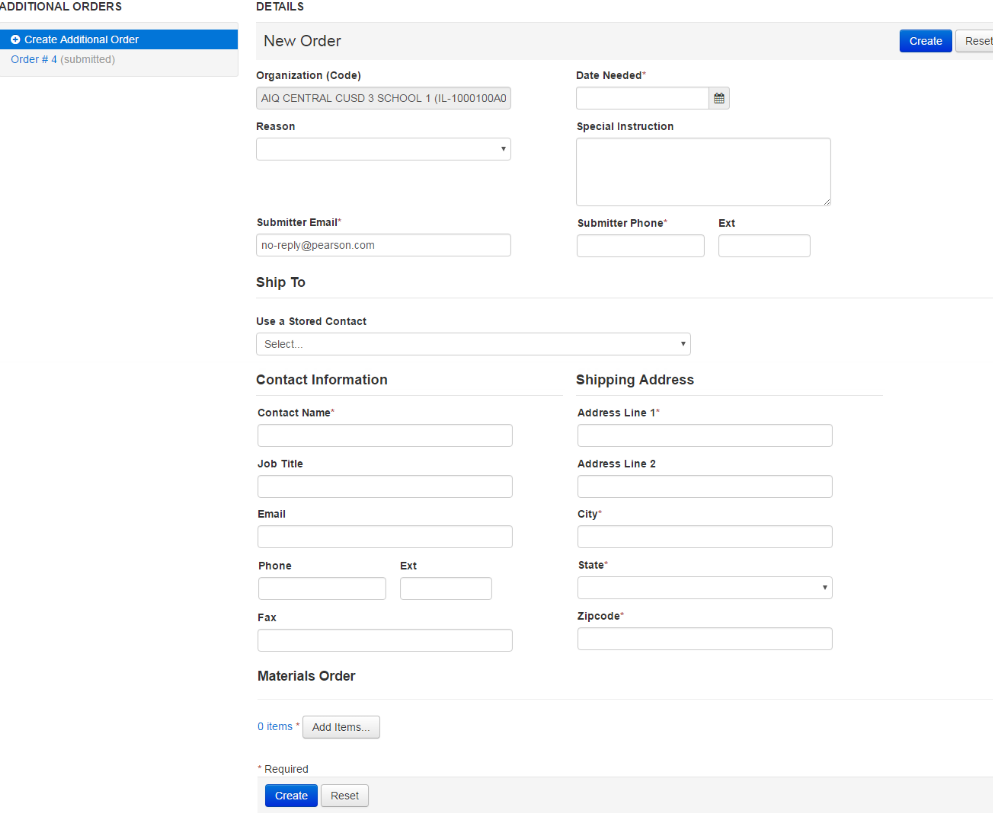 ADDITIONAL ORDERS
Create Additional Order
Order # 4 (submitted)
DETAILS
New Order
Create
Reset
Organization (Code)
AIQ CENTRAL CUSD 3 SCHOOL 1 (IL-1000100A0
Date Needed*
Reason
Special Instruction
Submitter Email*
no-reply@pearson.com
Submitter Phone*
Ext
Ship To
Use a Stored Contact
Select...
Contact Information
Contact Name*
Job Title
Email
Phone
Ext
Fax
Shipping Address
Address Line 1*
Address Line 2
City*
State*
Zipcode*
Materials Order
0 items *
Add Items...
* Required
Create
Reset